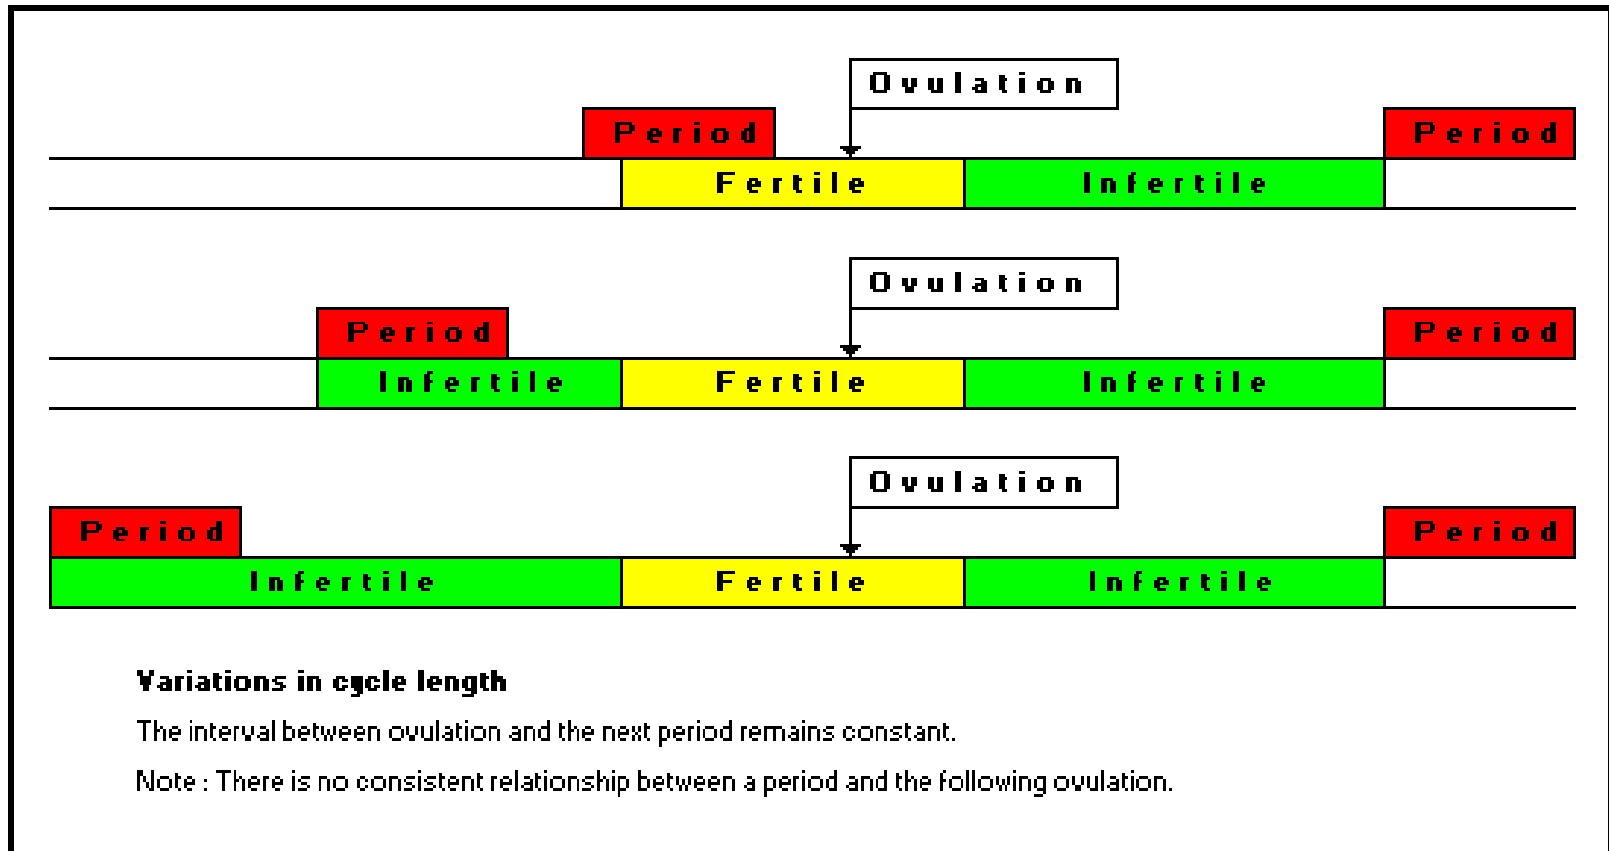 Ovulation
Period Period
Fertile Infertile
Ovulation
Period Period
Infertile Fertile Infertile
Ovulation
Period Period
Infertile Fertile Infertile
Variations in cycle length
The interval between ovulation and the next period remains constant.
Note : There is no consistent relationship between a period and the following ovulation.